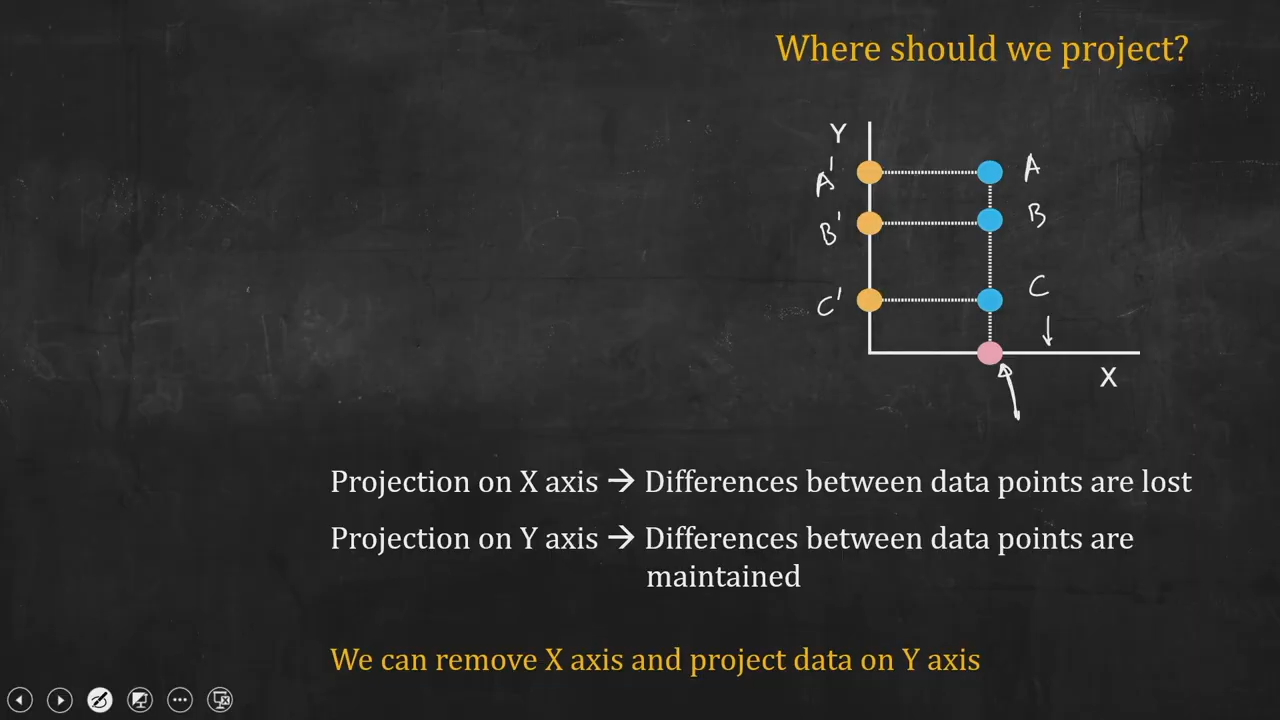 Where should we project?
Y
A'
A
B'
B
C'
C
X
Projection on X axis → Differences between data points are lost
Projection on Y axis → Differences between data points are
maintained
We can remove X axis and project data on Y axis